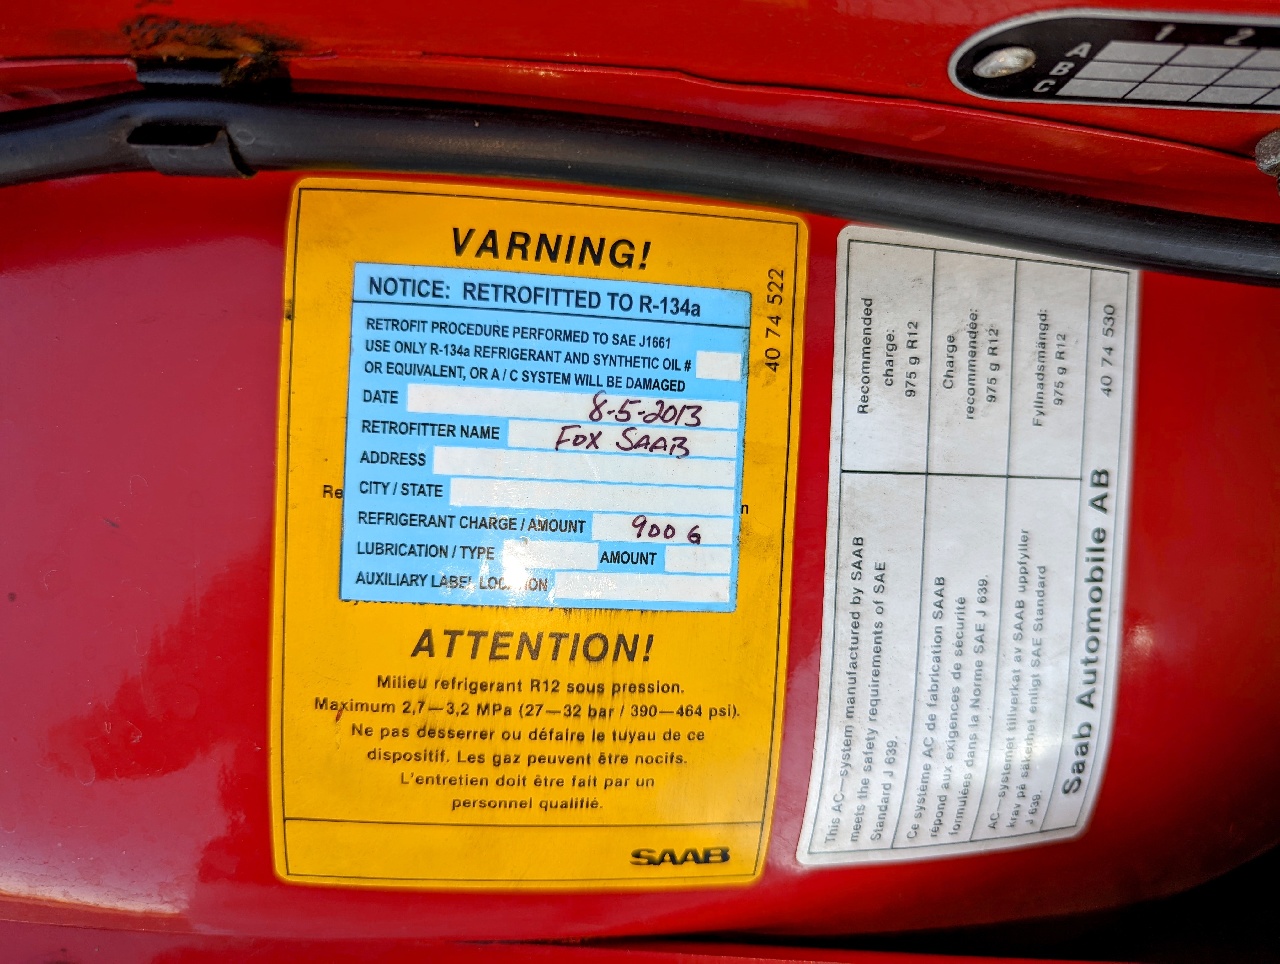 1 2
A
B
C
VARNING!
40 74 522
NOTICE: RETROFITTED TO R-134a
RETROFIT PROCEDURE PERFORMED TO SAE J1661
USE ONLY R-134a REFRIGERANT AND SYNTHETIC OIL #
OR EQUIVALENT, OR A / C SYSTEM WILL BE DAMAGED
DATE 8-5-2013
RETROFITTER NAME FOX SAAB
ADDRESS
CITY / STATE
REFRIGERANT CHARGE / AMOUNT 900 G
LUBRICATION / TYPE AMOUNT
AUXILIARY LABEL
ATTENTION!
Milieu refrigerant R12 sous pression.
Maximum 2,7—3,2 MPa (27—32 bar / 390—464 psi).
Ne pas desserrer ou défaire le tuyau de ce
dispositif. Les gaz peuvent être nocifs.
L'entretien doit être fait par un
personnel qualifié.
SAAB
Recommended
charge:
975 g R12
Charge
recommendée:
975 g R12
Fyllnadsmängd:
975 g R12
40 74 530
This AC—system manufactured by SAAB
meets the safety requirements of SAE
Standard J 639.
Ce système AC de fabrication SAAB
répond aux exigences de sécurité
formulées dans la Norme SAE J 639.
AC—systemet tillverkat av SAAB uppfyller
krav på säkerhet enligt SAE Standard
J 639.
Saab Automobile AB